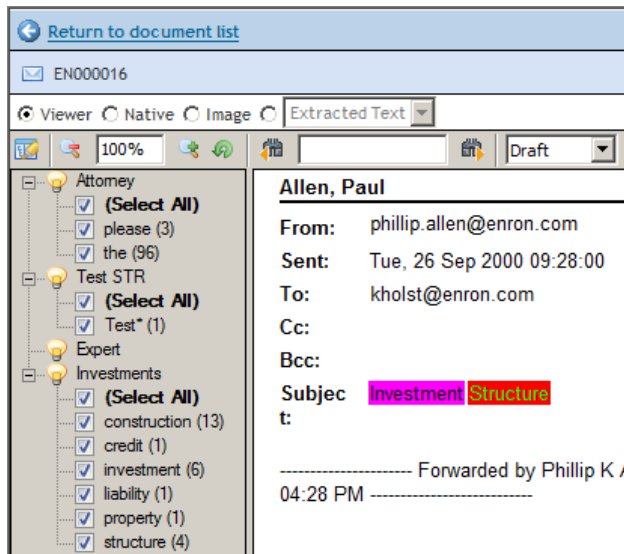 Return to document list
EN000016
Viewer Native Image Extracted Text
100% Draft
Attorney
(Select All)
please (3)
the (96)
Test STR
(Select All)
Test* (1)
Expert
Investments
(Select All)
construction (13)
credit (1)
investment (6)
liability (1)
property (1)
structure (4)
Allen, Paul
From: phillip.allen@enron.com
Sent: Tue, 26 Sep 2000 09:28:00
To: kholst@enron.com
Cc:
Bcc:
Subjec Investment Structure
t:
---------------------- Forwarded by Phillip K A
04:28 PM ---------------------------